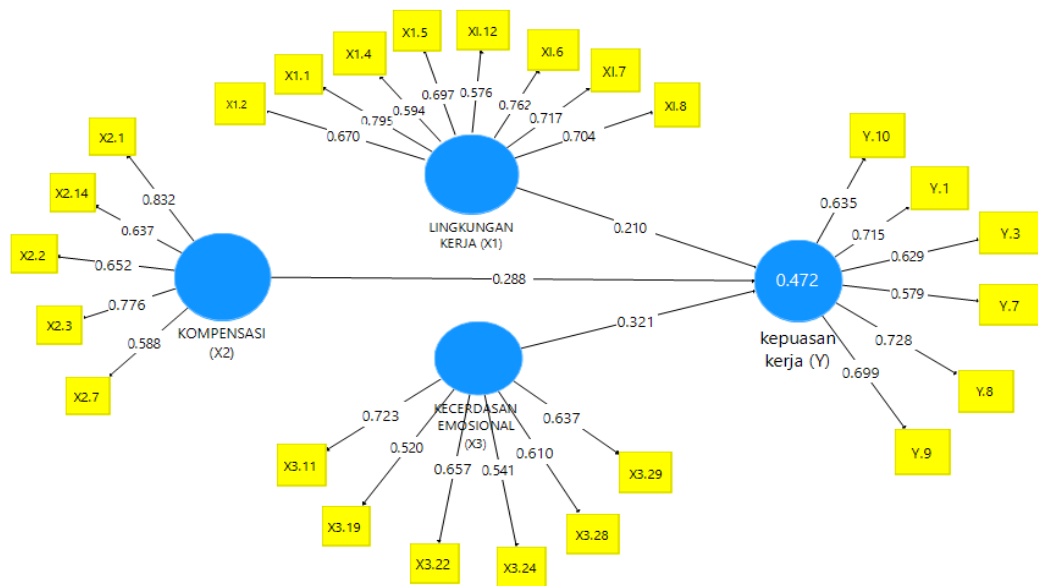 X1.2
X1.1
X1.4
X1.5
XI.12
XI.6
XI.7
XI.8
0.670
0.795
0.594
0.697
0.576
0.762
0.717
0.704
LINGKUNGAN
KERJA (X1)
X2.1
X2.14
X2.2
X2.3
X2.7
0.832
0.637
0.652
0.776
0.588
KOMPENSASI
(X2)
0.210
0.288
0.321
KECERDASAN
EMOSIONAL
(X3)
0.723
0.520
0.657
0.541
0.610
0.637
X3.11
X3.19
X3.22
X3.24
X3.28
X3.29
0.472
kepuasan
kerja (Y)
Y.10
Y.1
Y.3
Y.7
Y.8
Y.9
0.635
0.715
0.629
0.579
0.728
0.699